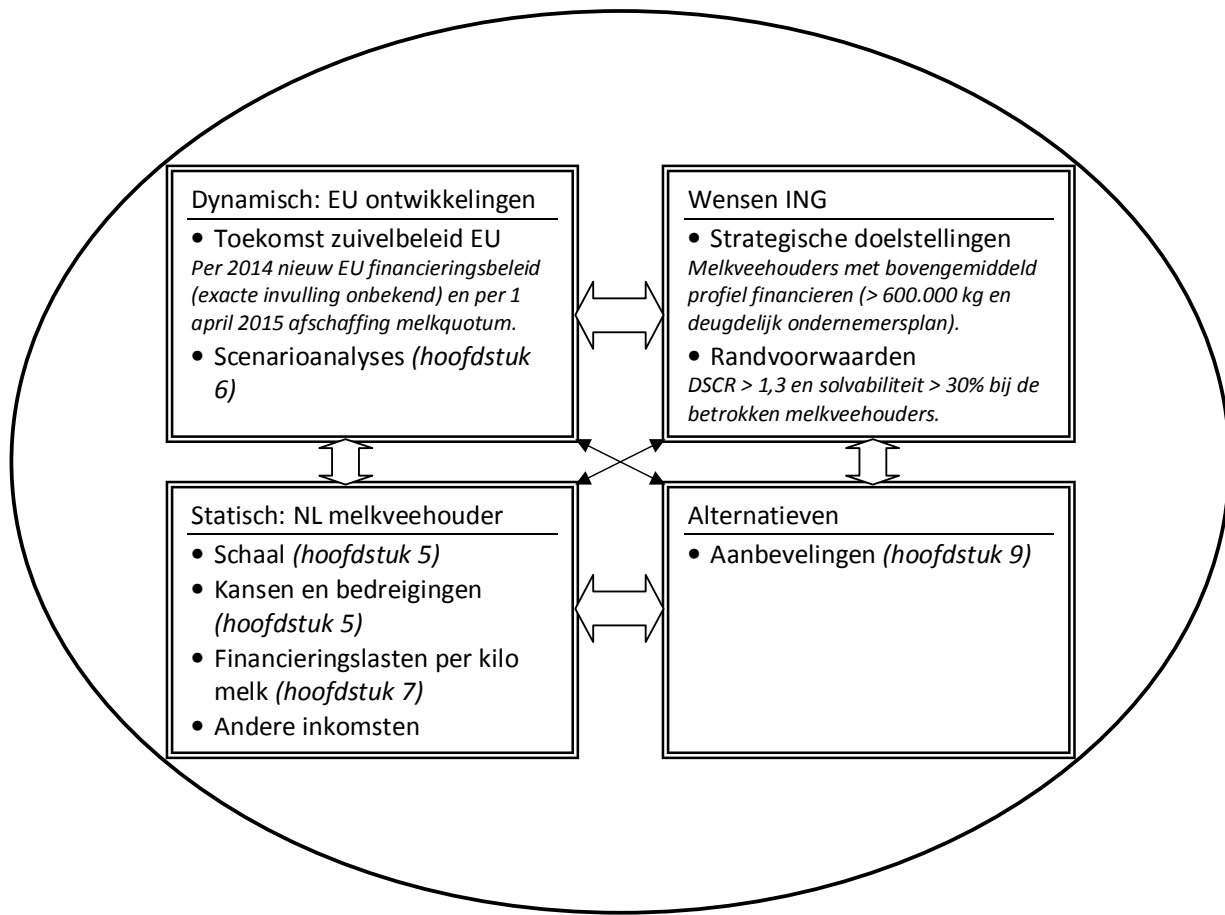 Dynamisch: EU ontwikkelingen
• Toekomst zuivelbeleid EU
Per 2014 nieuw EU financieringsbeleid
(exacte invulling onbekend) en per 1
april 2015 afschaffing melkquotum.
• Scenarioanalyses (hoofdstuk
6)
Wensen ING
• Strategische doelstellingen
Melkveehouders met bovengemiddeld
profiel financieren (> 600.000 kg en
deugdelijk ondernemersplan).
• Randvoorwaarden
DSCR > 1,3 en solvabiliteit > 30% bij de
betrokken melkveehouders.
Statisch: NL melkveehouder
• Schaal (hoofdstuk 5)
• Kansen en bedreigingen
(hoofdstuk 5)
• Financieringslasten per kilo
melk (hoofdstuk 7)
• Andere inkomsten
Alternatieven
• Aanbevelingen (hoofdstuk 9)